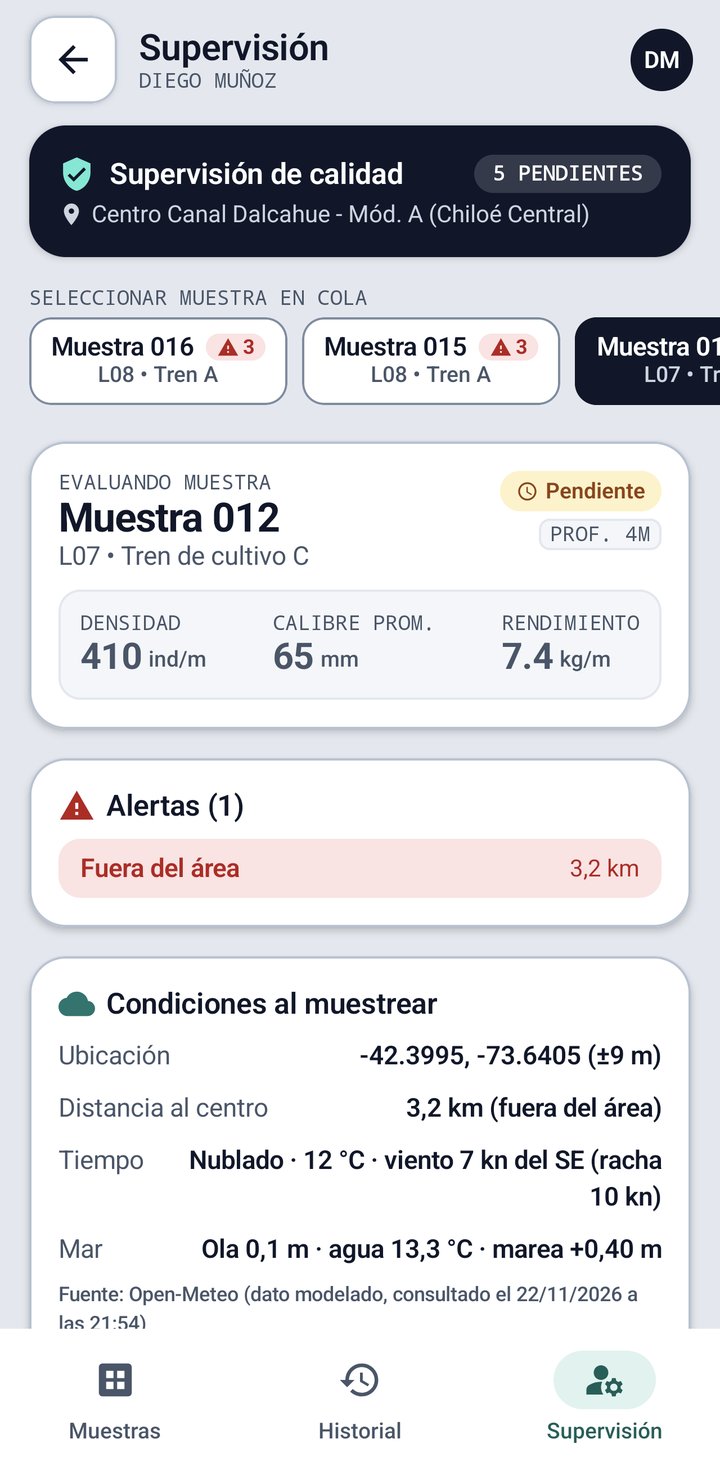 Supervisión
DIEGO MUÑOZ
DM
Supervisión de calidad
5 PENDIENTES
Centro Canal Dalcahue - Mód. A (Chiloé Central)
SELECCIONAR MUESTRA EN COLA
Muestra 016
3
L08 • Tren A
Muestra 015
3
L08 • Tren A
Muestra
L07 •
EVALUANDO MUESTRA
Pendiente
Muestra 012
PROF. 4M
L07 • Tren de cultivo C
DENSIDAD
CALIBRE PROM.
RENDIMIENTO
410 ind/m
65 mm
7.4 kg/m
Alertas (1)
Fuera del área
3,2 km
Condiciones al muestrear
Ubicación
-42.3995, -73.6405 (±9 m)
Distancia al centro
3,2 km (fuera del área)
Tiempo
Nublado · 12 °C · viento 7 kn del SE (racha
10 kn)
Mar
Ola 0,1 m · agua 13,3 °C · marea +0,40 m
Fuente: Open-Meteo (dato modelado, consultado el 22/11/2026 a
las 21:54)
Muestras
Historial
Supervisión